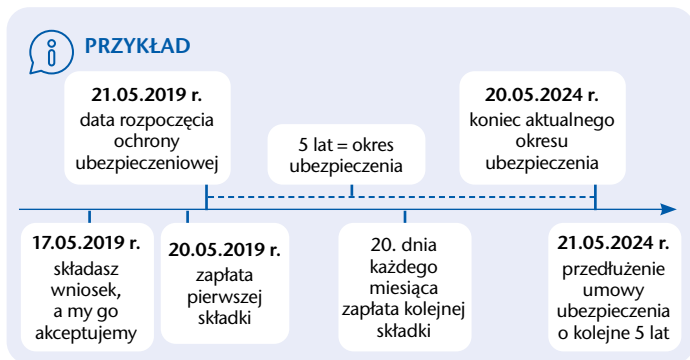 PRZYKŁAD
21.05.2019 r.
data rozpoczęcia
ochrony
ubezpieczeniowej
5 lat = okres
ubezpieczenia
20.05.2024 r.
koniec aktualnego
okresu
ubezpieczenia
17.05.2019 r.
składasz
wniosek,
a my go
akceptujemy
20.05.2019 r.
zapłata
pierwszej
składki
20. dnia
każdego
miesiąca
zapłata kolejnej
składki
21.05.2024 r.
przedłużenie
umowy
ubezpieczenia
o kolejne 5 lat